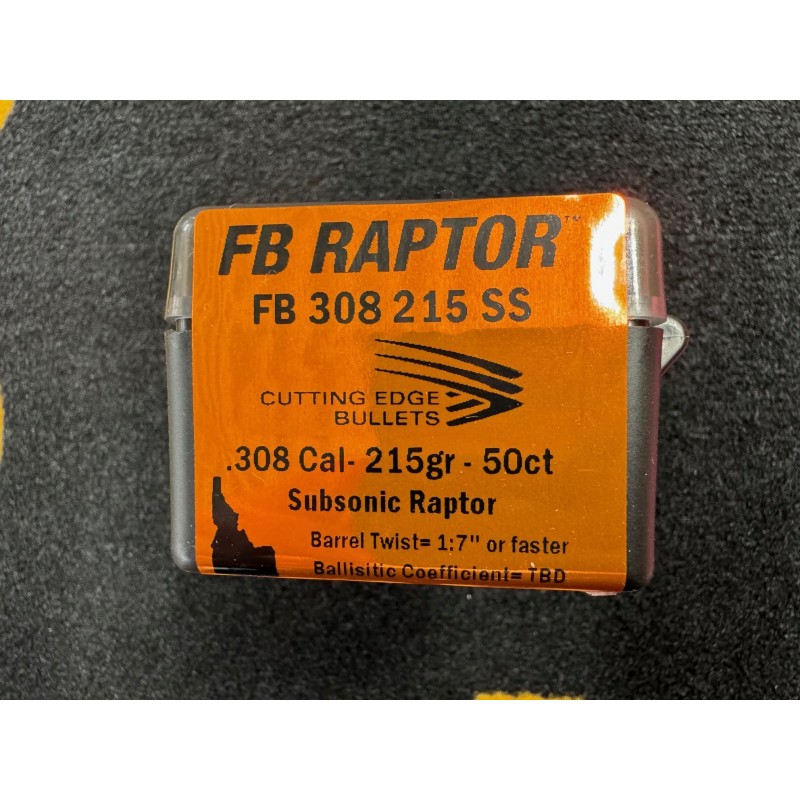 FB RAPTOR™
FB 308 215 SS
CUTTING EDGE
BULLETS
.308 Cal- 215gr - 50ct
Subsonic Raptor
Barrel Twist= 1:7" or faster
Ballisitic Coefficient= TBD